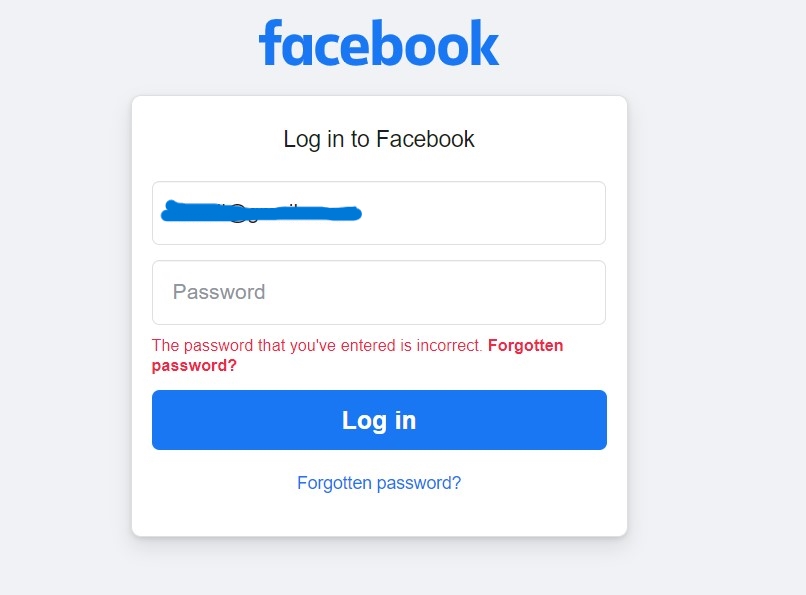 facebook
Log in to Facebook
Password
The password that you've entered is incorrect. Forgotten
password?
Log in
Forgotten password?